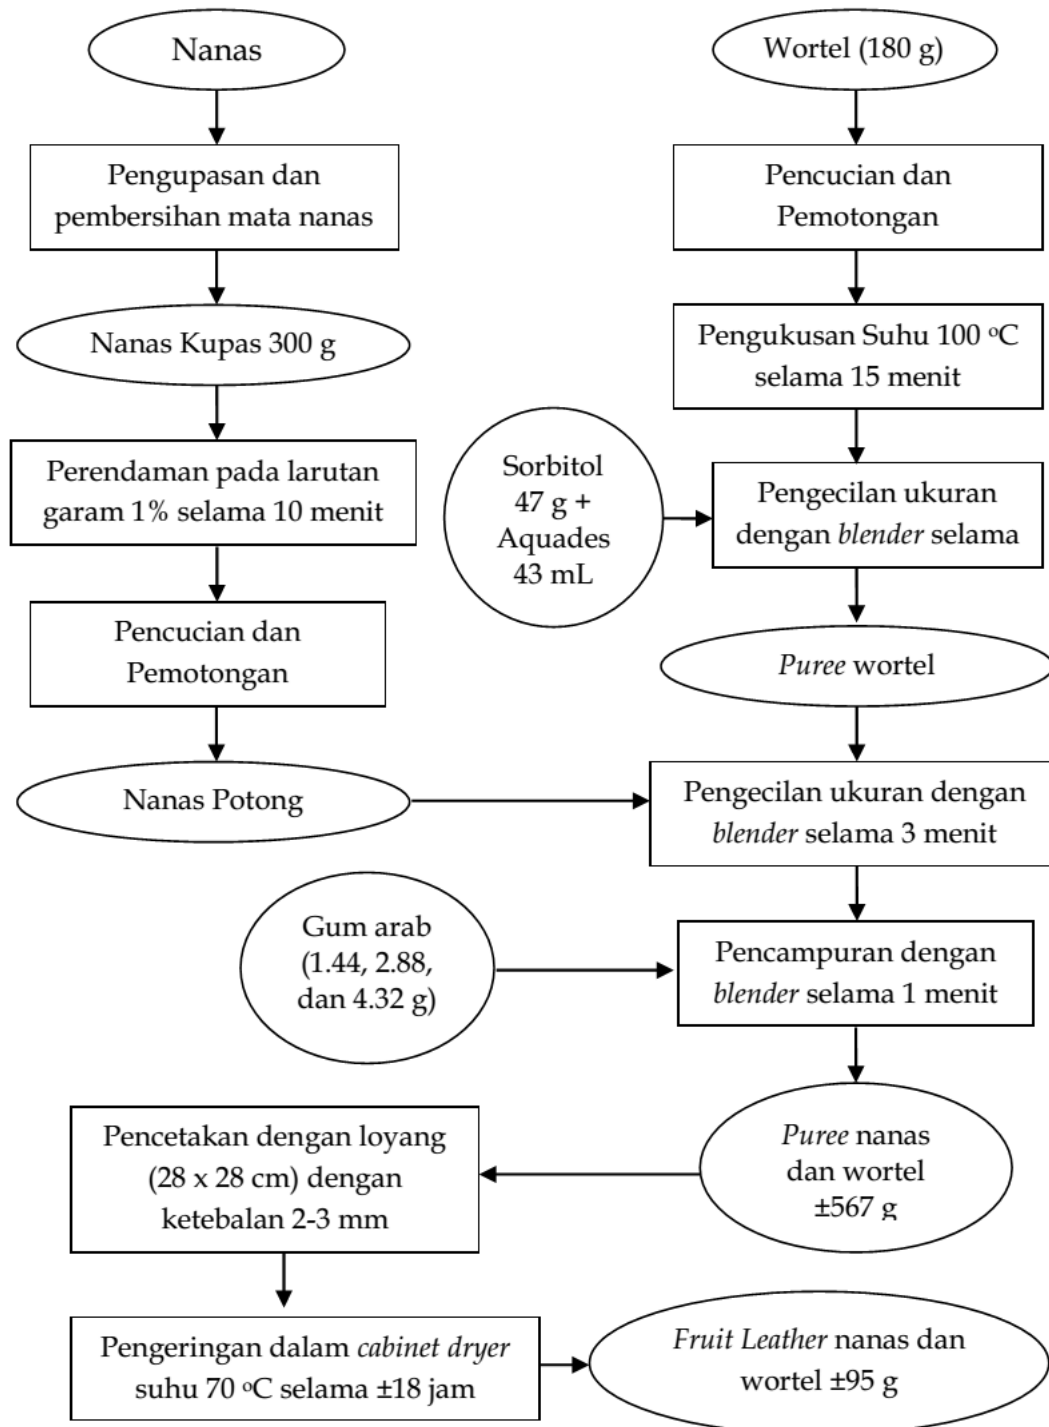 Nanas
Pengupasan dan
pembersihan mata nanas
Nanas Kupas 300 g
Perendaman pada larutan
garam 1% selama 10 menit
Pencucian dan
Pemotongan
Nanas Potong
Wortel (180 g)
Pencucian dan
Pemotongan
Pengukusan Suhu 100 °C
selama 15 menit
Sorbitol
47 g +
Aquades
43 mL
Pengecilan ukuran
dengan blender selama
Puree wortel
Pengecilan ukuran dengan
blender selama 3 menit
Gum arab
(1.44, 2.88,
dan 4.32 g)
Pencampuran dengan
blender selama 1 menit
Puree nanas
dan wortel
±567 g
Pencetakan dengan loyang
(28 x 28 cm) dengan
ketebalan 2-3 mm
Pengeringan dalam cabinet dryer
suhu 70 °C selama ±18 jam
Fruit Leather nanas dan
wortel ±95 g